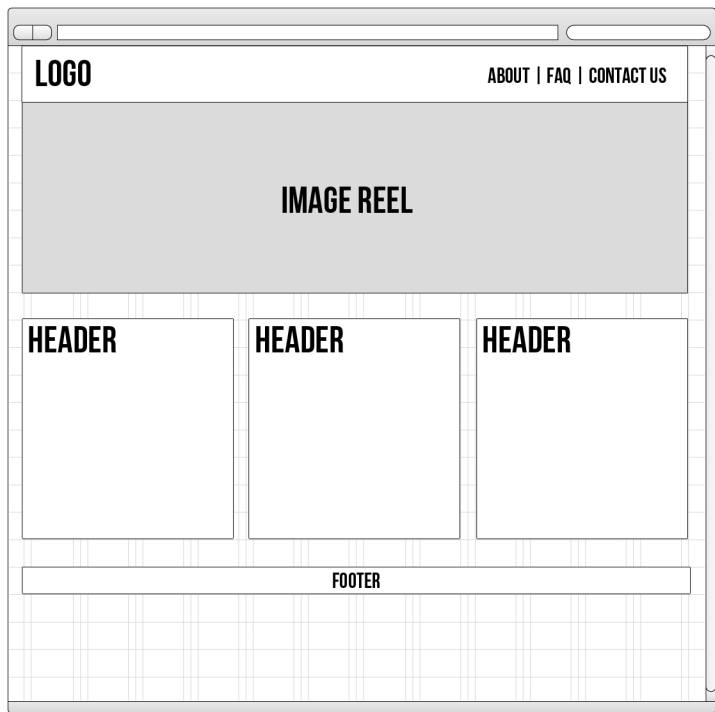 LOGO
ABOUT | FAQ | CONTACT US
IMAGE REEL
HEADER
HEADER
HEADER
FOOTER